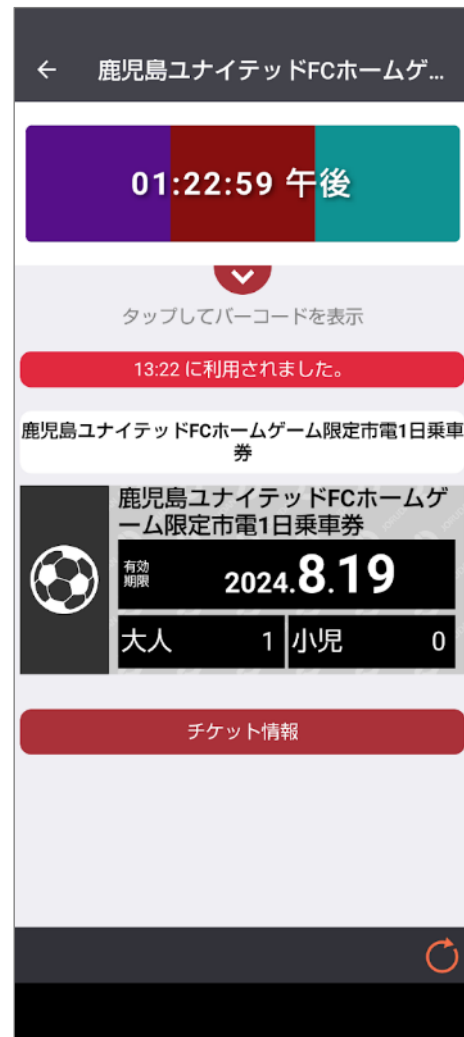 鹿児島ユナイテッドFCホームゲ...
01:22:59 午後
タップしてバーコードを表示
13:22 に利用されました。
鹿児島ユナイテッドFCホームゲーム限定市電1日乗車
券
鹿児島ユナイテッドFCホームゲ
ーム限定市電1日乗車券
有効
期限
2024.8.19
大人 1 小児 0
チケット情報